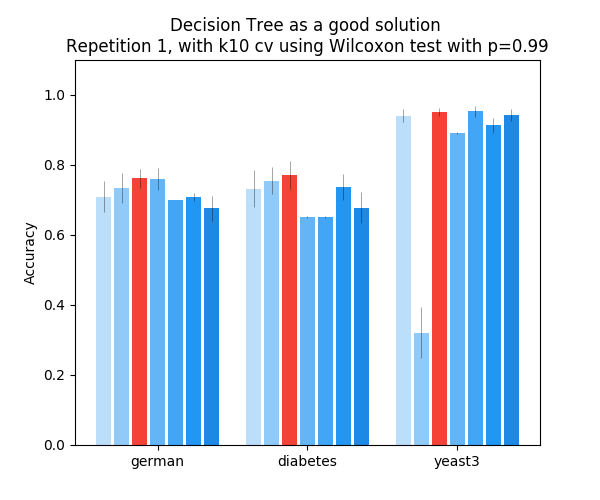 Decision Tree as a good solution
Repetition 1, with k10 cv using Wilcoxon test with p=0.99
1.0
0.8
0.6
0.4
0.2
0.0
Accuracy
german
diabetes
yeast3